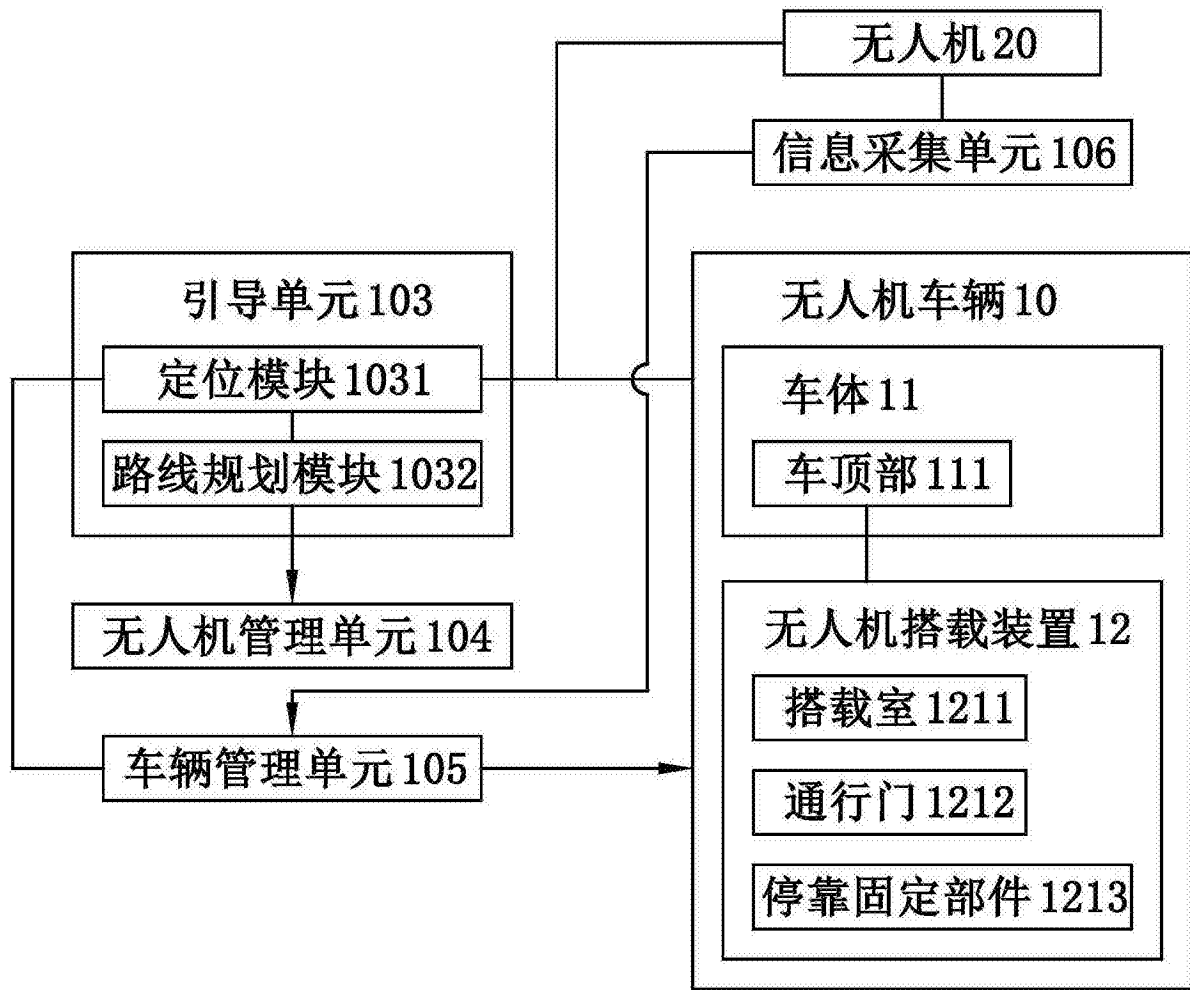 无人机20
信息采集单元106
引导单元103
定位模块1031
路线规划模块1032
无人机管理单元104
车辆管理单元105
无人机车辆10
车体11
车顶部111
无人机搭载装置12
搭载室1211
通行门1212
停靠固定部件1213